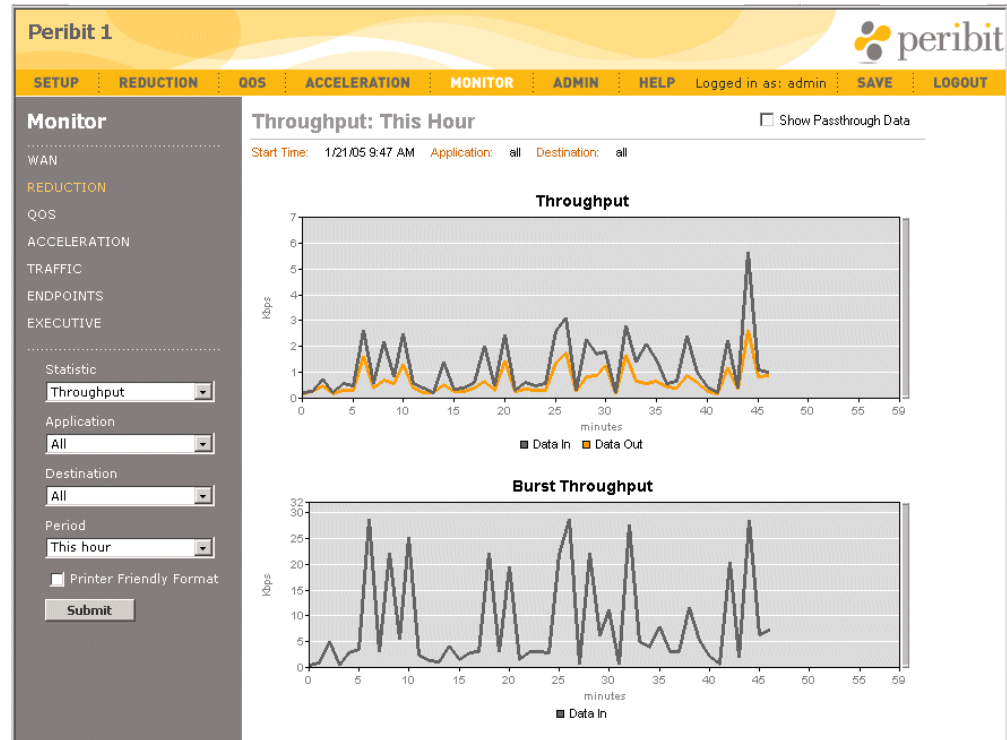 Peribit 1
peribit
SETUP REDUCTION QOS ACCELERATION MONITOR ADMIN HELP Logged in as: admin SAVE LOGOUT
Monitor
WAN
REDUCTION
QOS
ACCELERATION
TRAFFIC
ENDPOINTS
EXECUTIVE
Statistic
Throughput
Application
All
Destination
All
Period
This hour
Printer Friendly Format
Submit
Throughput: This Hour
Show Passthrough Data
Start Time: 1/21/05 9:47 AM Application: all Destination: all
Throughput
7
6
5
4
3
2
1
0
Kbps
0 5 10 15 20 25 30 35 40 45 50 55 59
minutes
Data In Data Out
Burst Throughput
32
30
25
20
15
10
5
0
Kbps
0 5 10 15 20 25 30 35 40 45 50 55 59
minutes
Data In